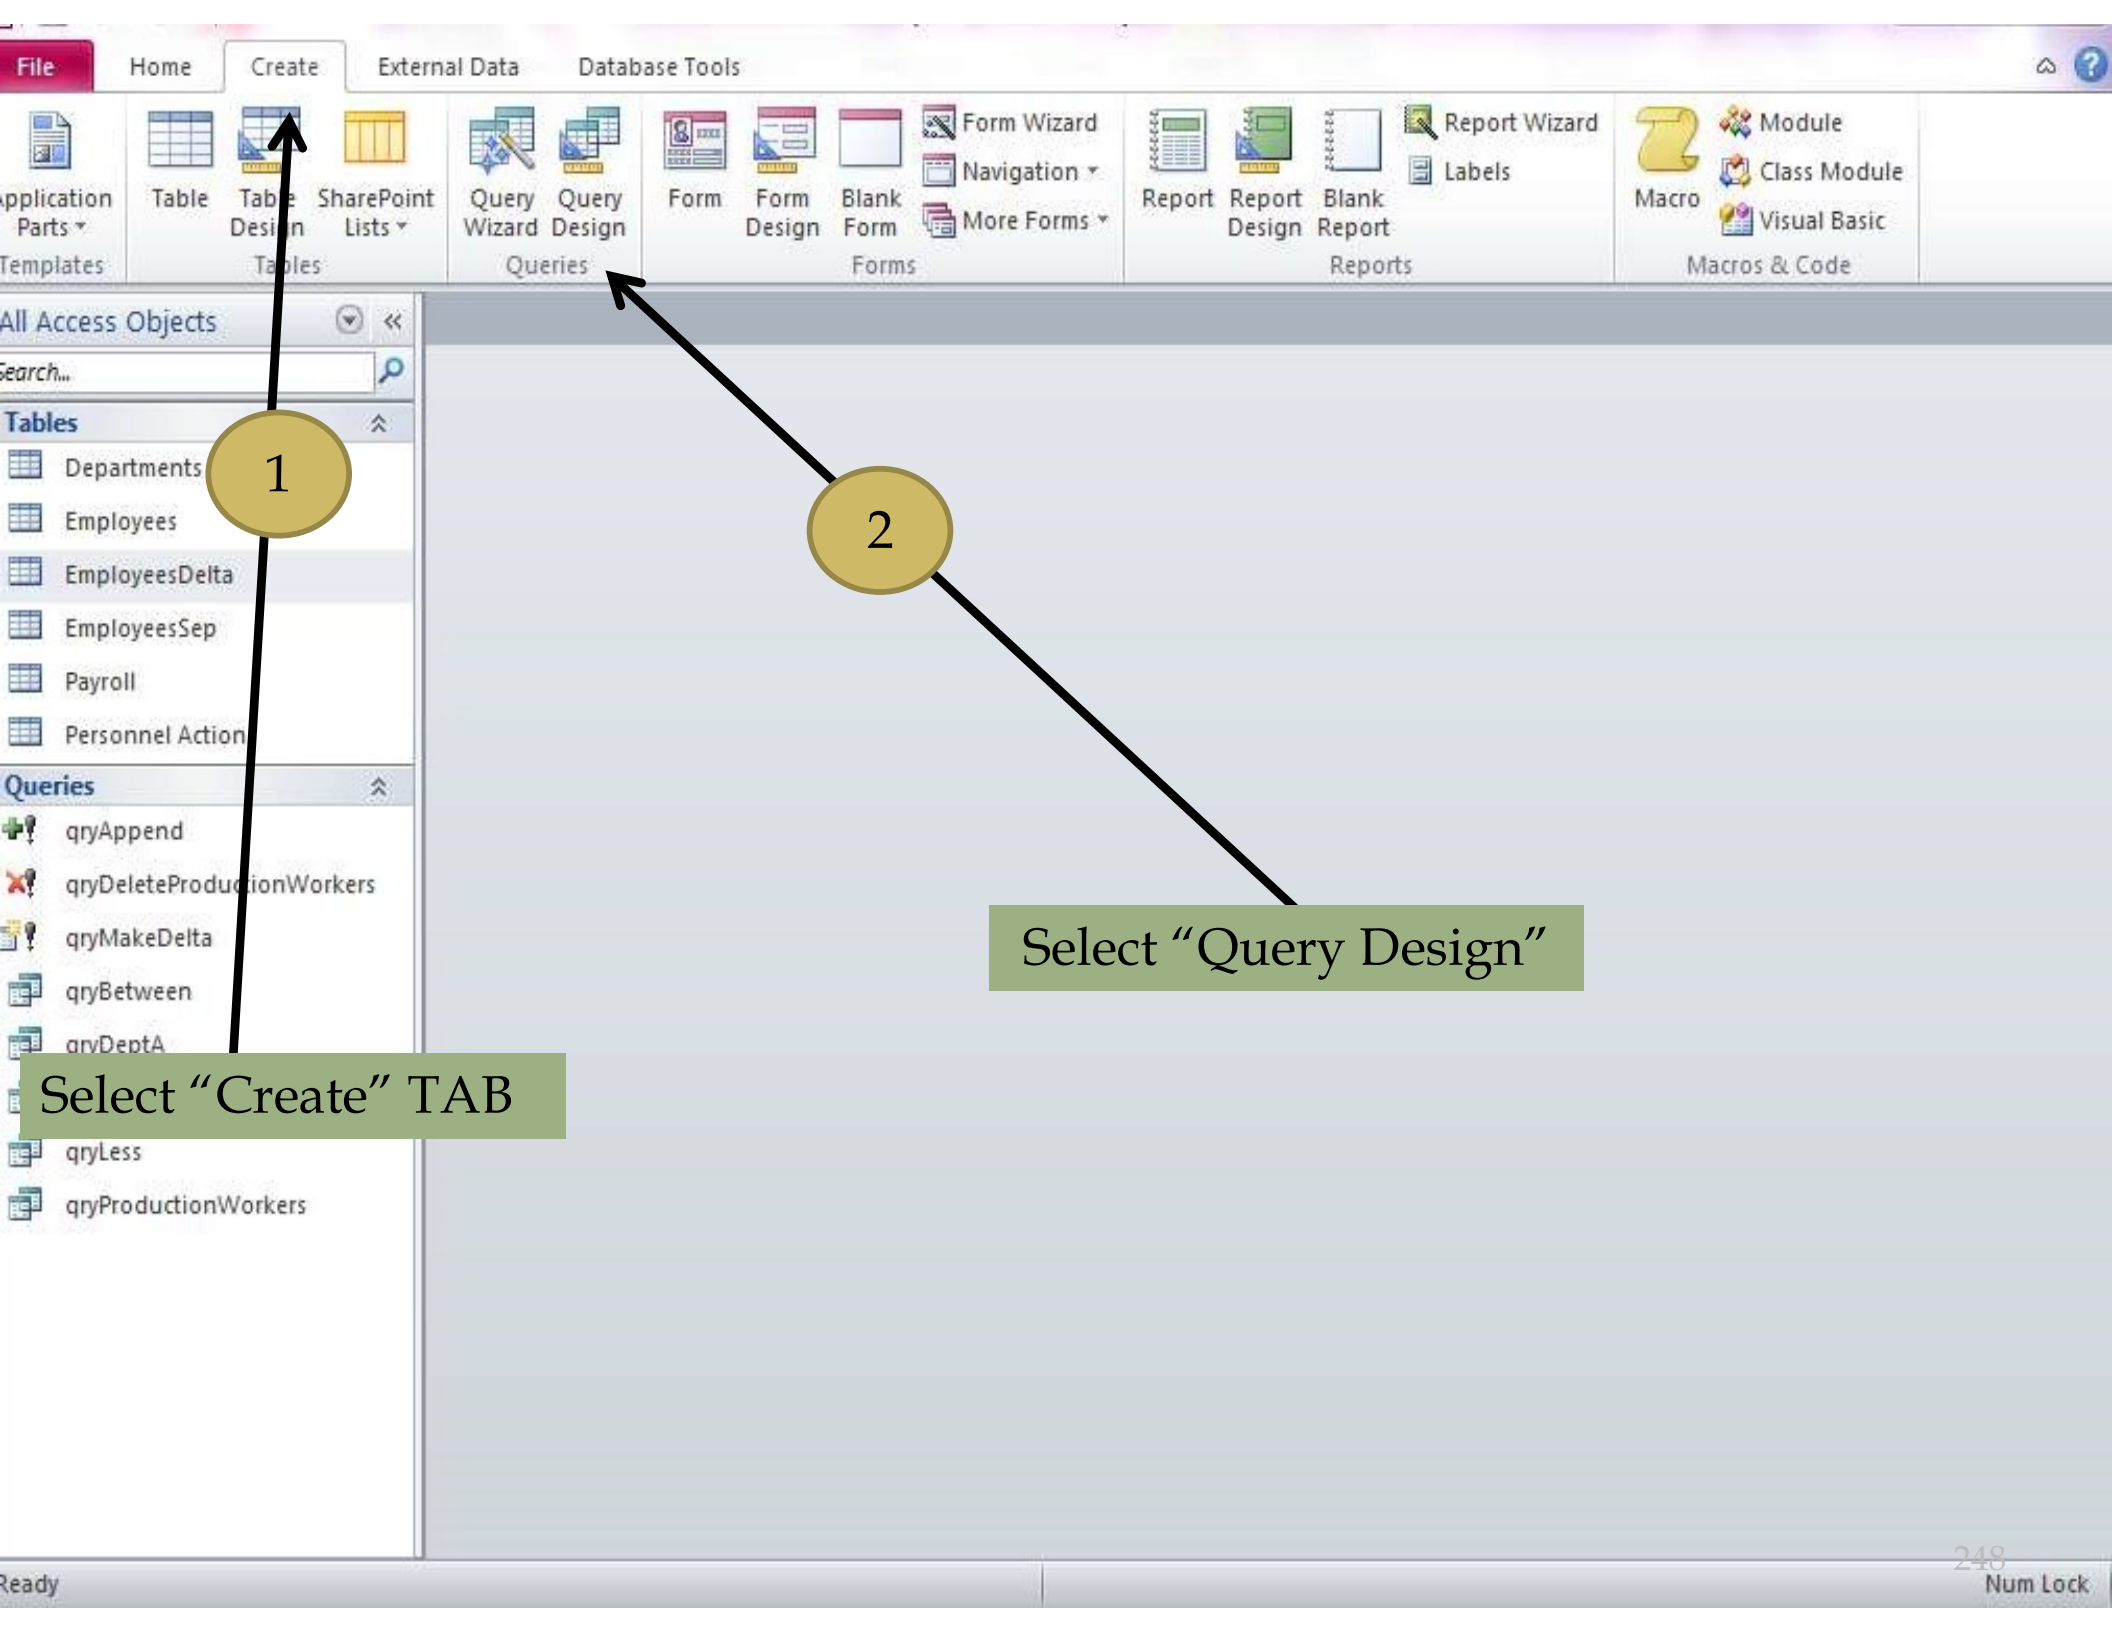 File Home Create External Data Database Tools
Application Parts
Table
Table Design
SharePoint Lists
Query Wizard
Query Design
Form
Form Design
Blank Form
Form Wizard
Navigation
More Forms
Report
Report Design
Blank Report
Report Wizard
Labels
Macro
Module
Class Module
Visual Basic
Templates Tables Queries Forms Reports Macros & Code
All Access Objects
Search...
Tables
Departments
Employees
EmployeesDelta
EmployeesSep
Payroll
Personnel Action
Queries
qryAppend
qryDeleteProductionWorkers
qryMakeDelta
qryBetween
qryDeptA
qryLess
qryProductionWorkers
1
2
Select “Query Design”
Select “Create” TAB
248
Ready
Num Lock